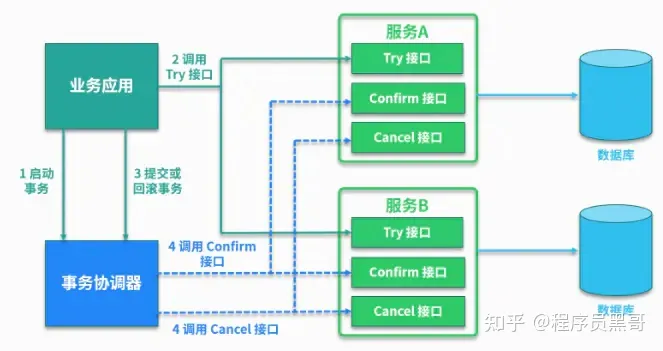 服务A
2 调用
Try 接口
Try 接口
业务应用
Confirm 接口
Cancel 接口
数据库
1 启动
事务
3 提交或
回滚事务
服务B
Try 接口
4 调用 Confirm
接口
Confirm 接口
事务协调器
Cancel 接口
4 调用 Cancel 接口
数据库
知乎 @程序员黑哥